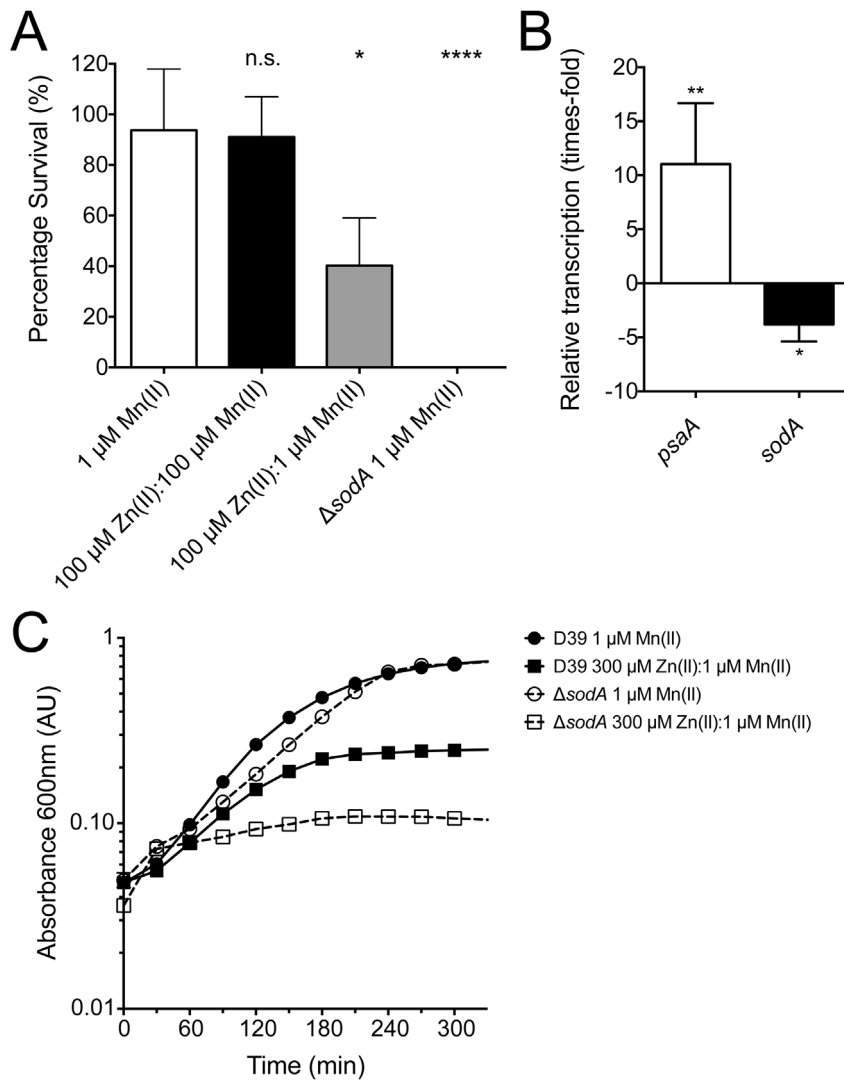 A
n.s.
*
****
120
100
80
60
40
20
0
Percentage Survival (%)
1 µM Mn(II)
100 µM Zn(II):100 µM Mn(II)
100 µM Zn(II):1 µM Mn(II)
ΔsodA 1 µM Mn(II)
B
20
15
10
5
0
-5
-10
Relative transcription (times-fold)
**
*
psaA
sodA
C
1
0.10
0.01
Absorbance 600nm (AU)
0 60 120 180 240 300
Time (min)
D39 1 µM Mn(II)
D39 300 µM Zn(II):1 µM Mn(II)
ΔsodA 1 µM Mn(II)
ΔsodA 300 µM Zn(II):1 µM Mn(II)